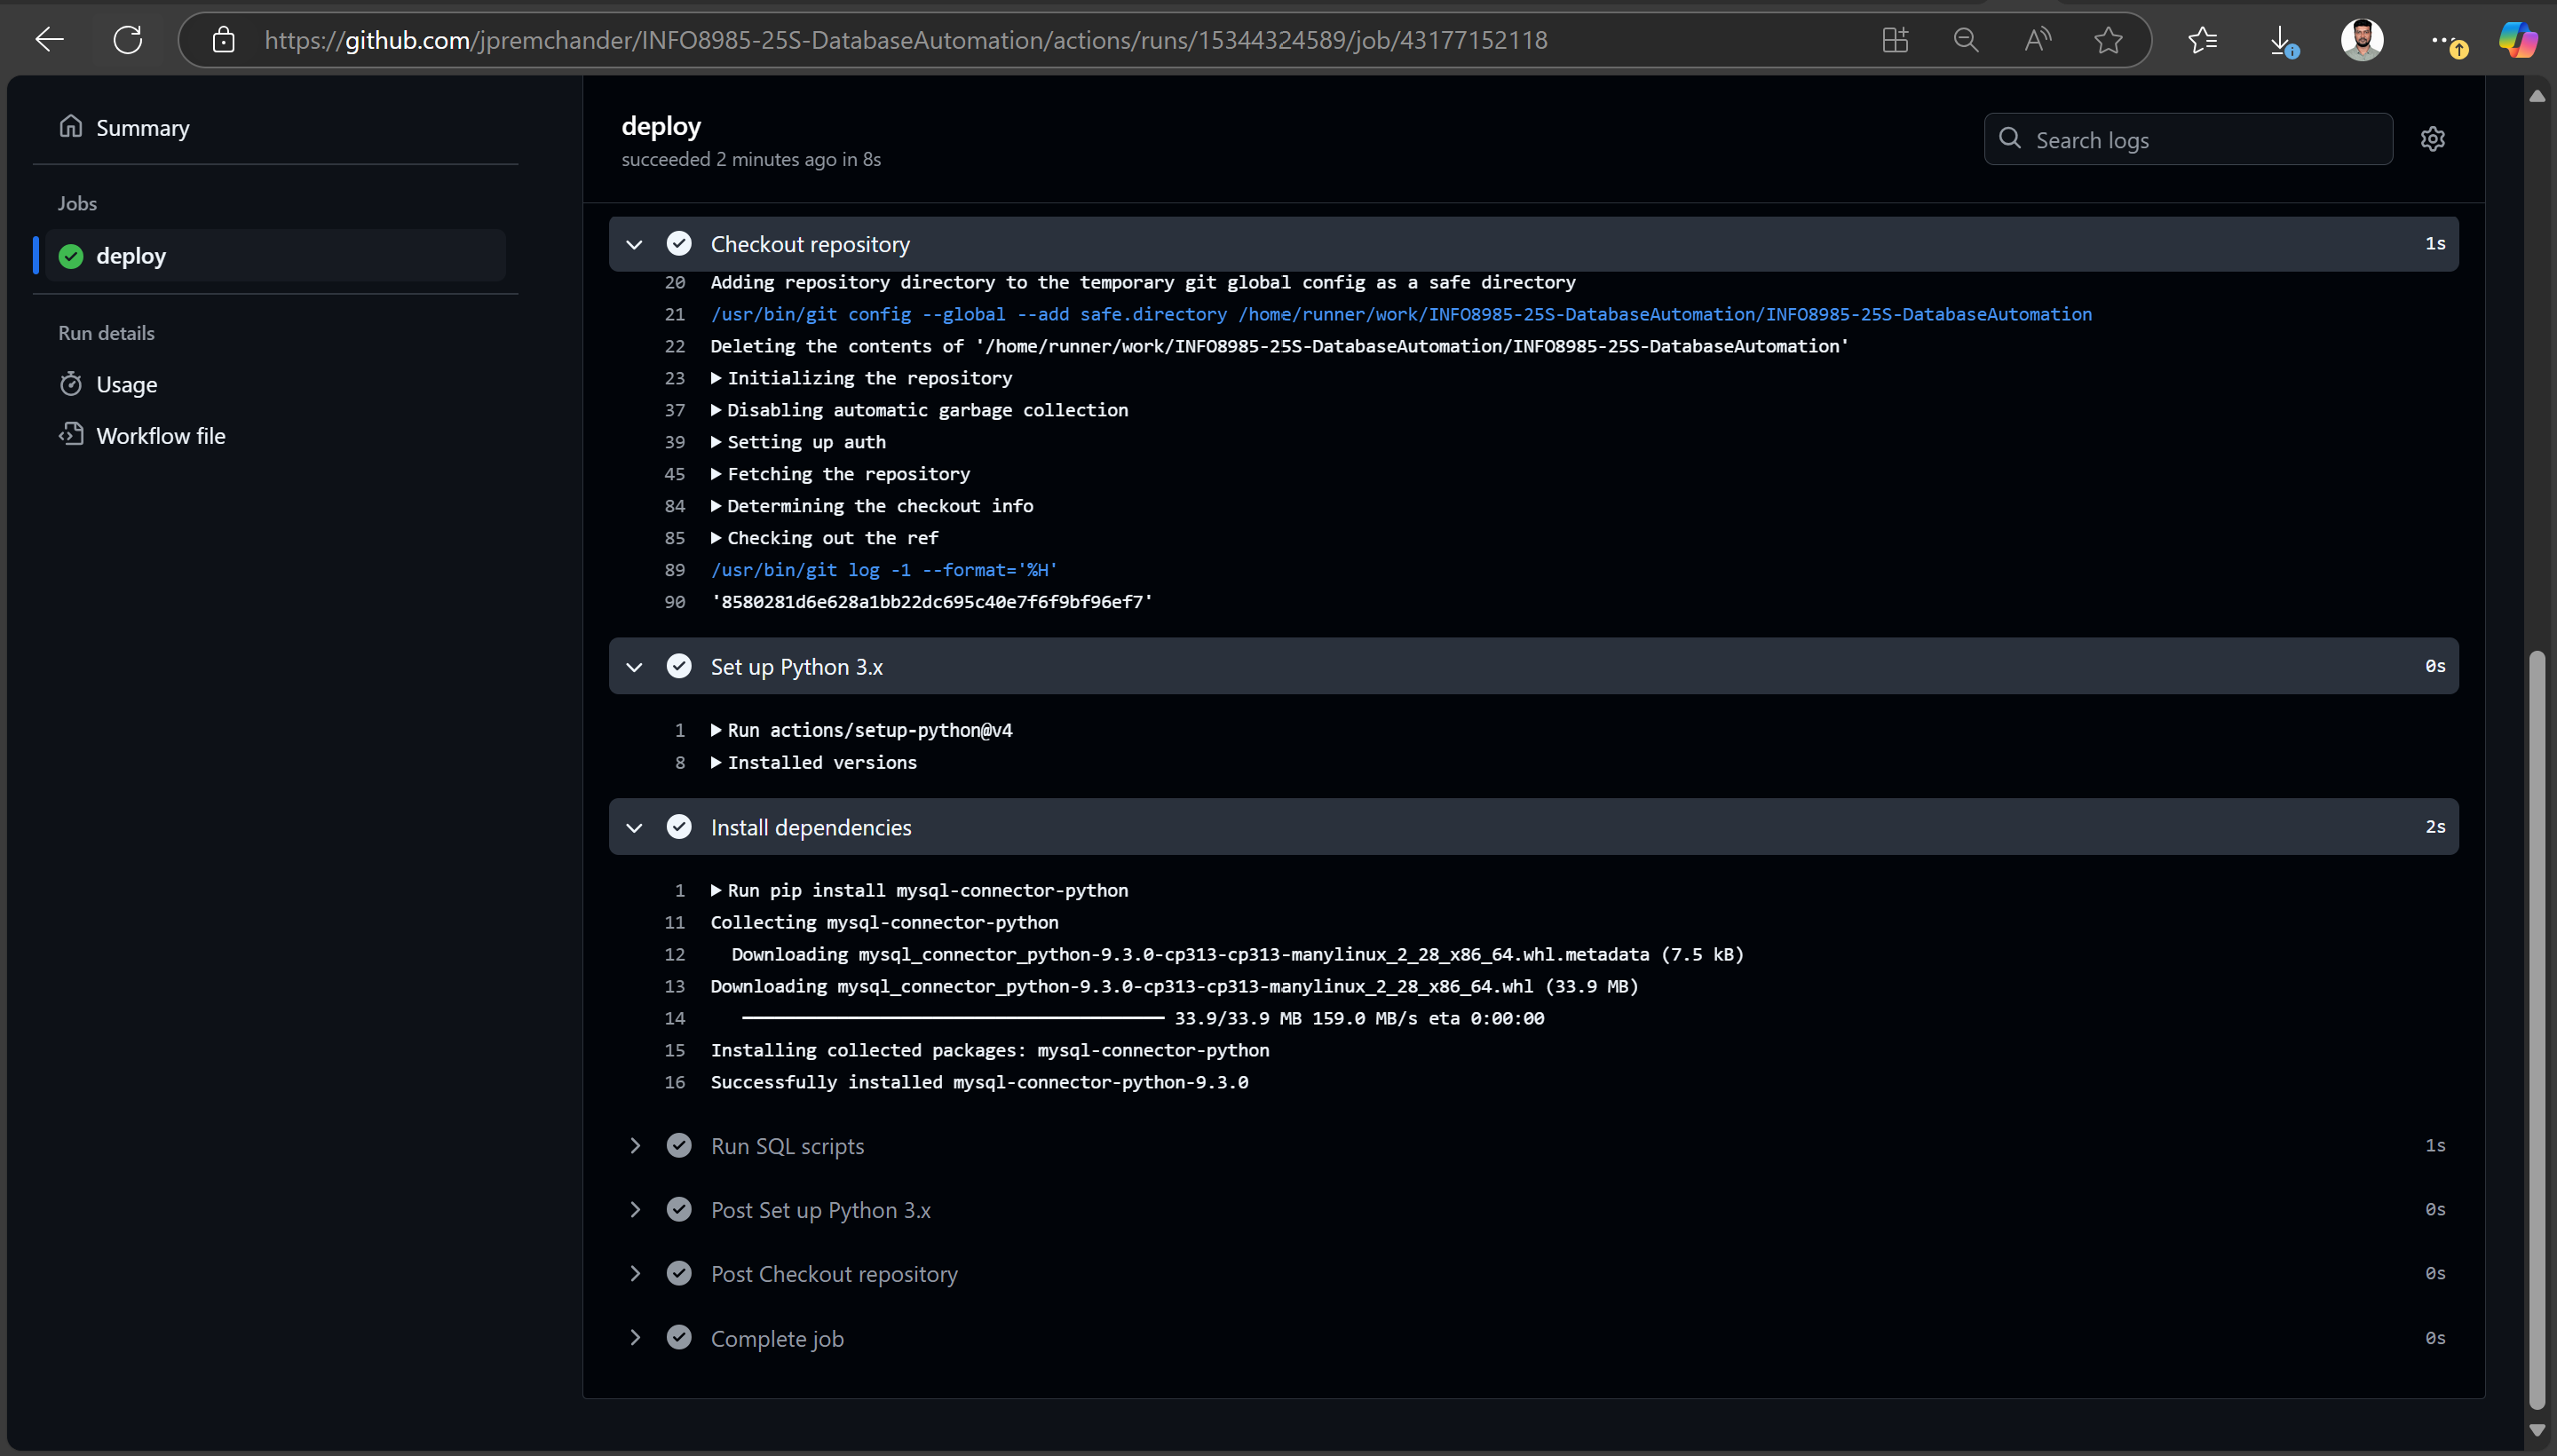 https://github.com/jpremchander/INFO8985-25S-DatabaseAutomation/actions/runs/15344324589/job/43177152118
Summary
Jobs
deploy
Run details
Usage
Workflow file
deploy
succeeded 2 minutes ago in 8s
Search logs
Checkout repository 1s
20 Adding repository directory to the temporary git global config as a safe directory
21 /usr/bin/git config --global --add safe.directory /home/runner/work/INFO8985-25S-DatabaseAutomation/INFO8985-25S-DatabaseAutomation
22 Deleting the contents of '/home/runner/work/INFO8985-25S-DatabaseAutomation/INFO8985-25S-DatabaseAutomation'
23 Initializing the repository
37 Disabling automatic garbage collection
39 Setting up auth
45 Fetching the repository
84 Determining the checkout info
85 Checking out the ref
89 /usr/bin/git log -1 --format='%H'
90 '8580281d6e628a1bb22dc695c40e7f6f9bf96ef7'
Set up Python 3.x 0s
1 Run actions/setup-python@v4
8 Installed versions
Install dependencies 2s
1 Run pip install mysql-connector-python
11 Collecting mysql-connector-python
12 Downloading mysql_connector_python-9.3.0-cp313-cp313-manylinux_2_28_x86_64.whl.metadata (7.5 kB)
13 Downloading mysql_connector_python-9.3.0-cp313-cp313-manylinux_2_28_x86_64.whl (33.9 MB)
14 ━━━━━━━━━━━━━━━━━━━━━━━━━━━━━━━━━━━━━━━━ 33.9/33.9 MB 159.0 MB/s eta 0:00:00
15 Installing collected packages: mysql-connector-python
16 Successfully installed mysql-connector-python-9.3.0
Run SQL scripts 1s
Post Set up Python 3.x 0s
Post Checkout repository 0s
Complete job 0s